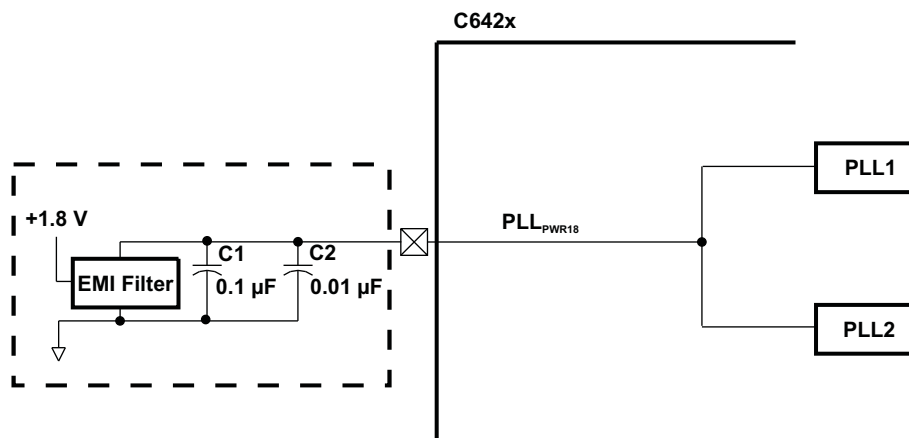 C642x
PLL1
+1.8 V
PLLPWR18
C1
C2
EMI Filter
0.1 µF
0.01 µF
PLL2